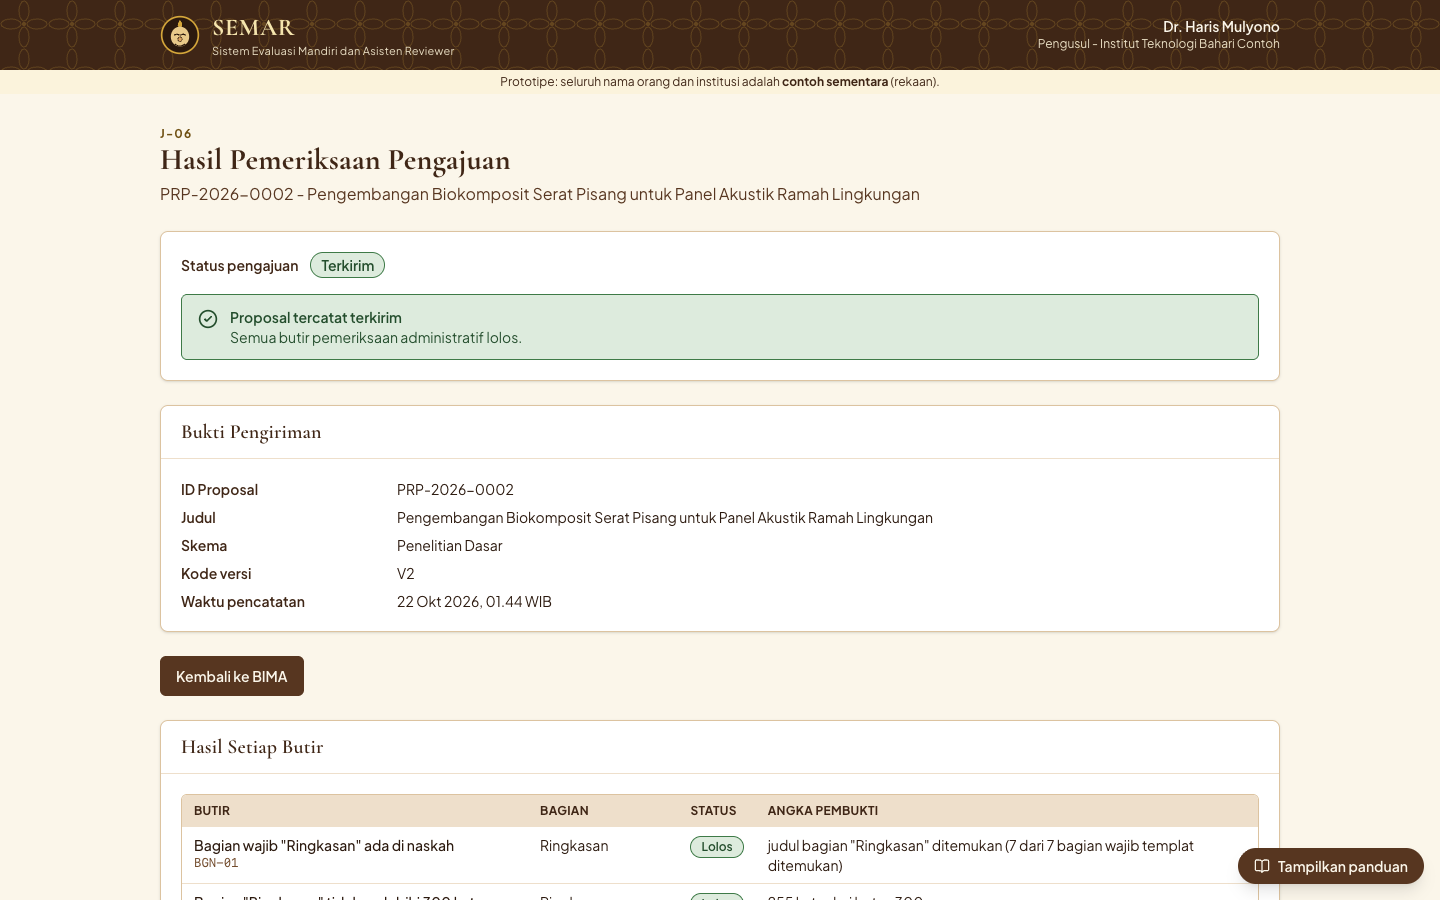 SEMAR
Sistem Evaluasi Mandiri dan Asisten Reviewer
Dr. Haris Mulyono
Pengusul - Institut Teknologi Bahari Contoh
Prototipe: seluruh nama orang dan institusi adalah contoh sementara (rekaan).
J-06
Hasil Pemeriksaan Pengajuan
PRP-2026-0002 - Pengembangan Biokomposit Serat Pisang untuk Panel Akustik Ramah Lingkungan
Status pengajuan Terkirim
Proposal tercatat terkirim
Semua butir pemeriksaan administratif lolos.
Bukti Pengiriman
ID Proposal PRP-2026-0002
Judul Pengembangan Biokomposit Serat Pisang untuk Panel Akustik Ramah Lingkungan
Skema Penelitian Dasar
Kode versi V2
Waktu pencatatan 22 Okt 2026, 01.44 WIB
Kembali ke BIMA
Hasil Setiap Butir
BUTIR BAGIAN STATUS ANGKA PEMBUKTI
Bagian wajib "Ringkasan" ada di naskah Ringkasan Lolos judul bagian "Ringkasan" ditemukan (7 dari 7 bagian wajib templat
BGN-01 ditemukan)
Tampilkan panduan